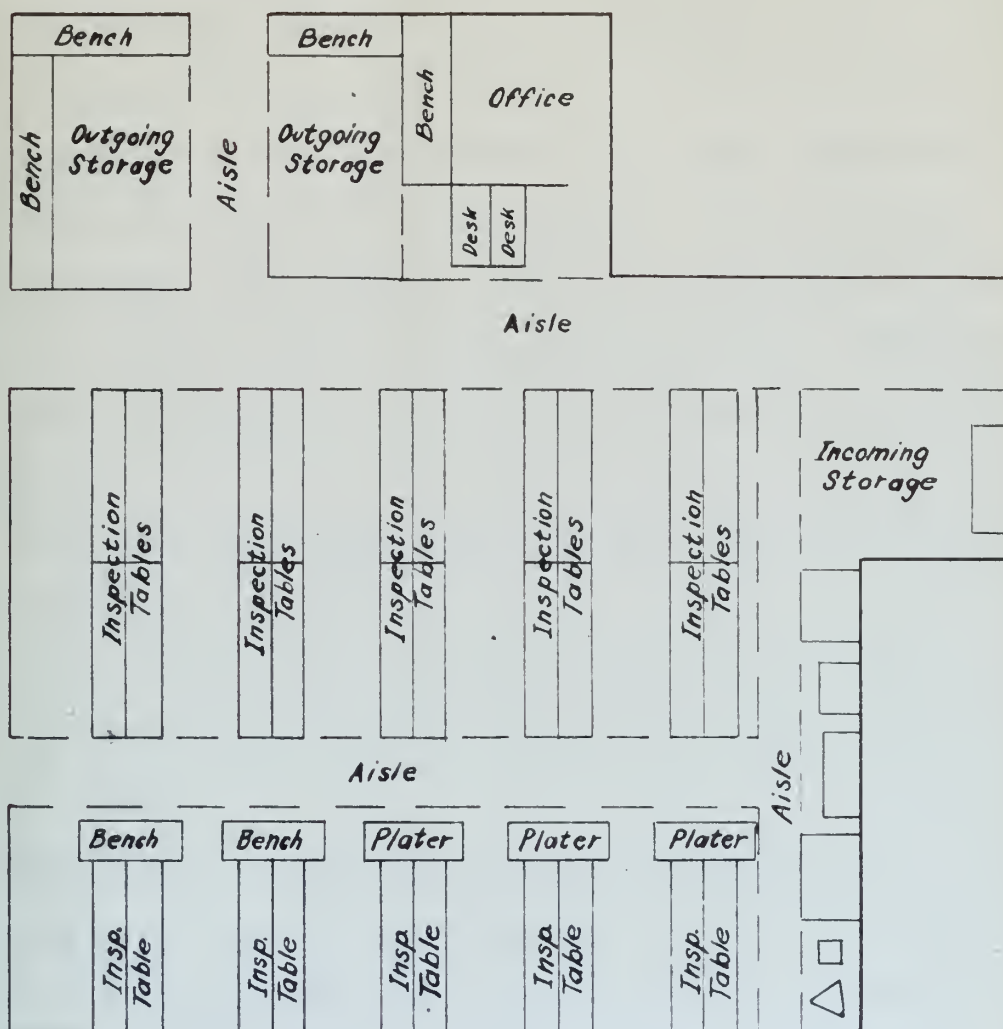 Bench
Bench
Bench
Outgoing
Storage
Aisle
Outgoing
Storage
Bench
Office
Desk
Desk
Aisle
Inspection
Tables
Inspection
Tables
Inspection
Tables
Inspection
Tables
Inspection
Tables
Incoming
Storage
Aisle
Aisle
Bench
Bench
Plater
Plater
Plater
Insp.
Table
Insp.
Table
Insp.
Table
Insp.
Table
Insp.
Table